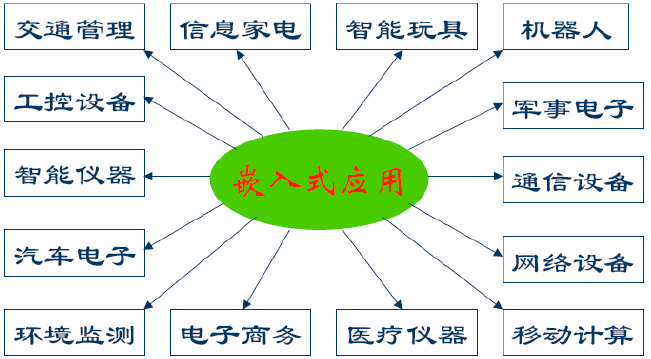 交通管理
信息家电
智能玩具
机器人
工控设备
军事电子
智能仪器
嵌入式应用
通信设备
汽车电子
网络设备
环境监测
电子商务
医疗仪器
移动计算